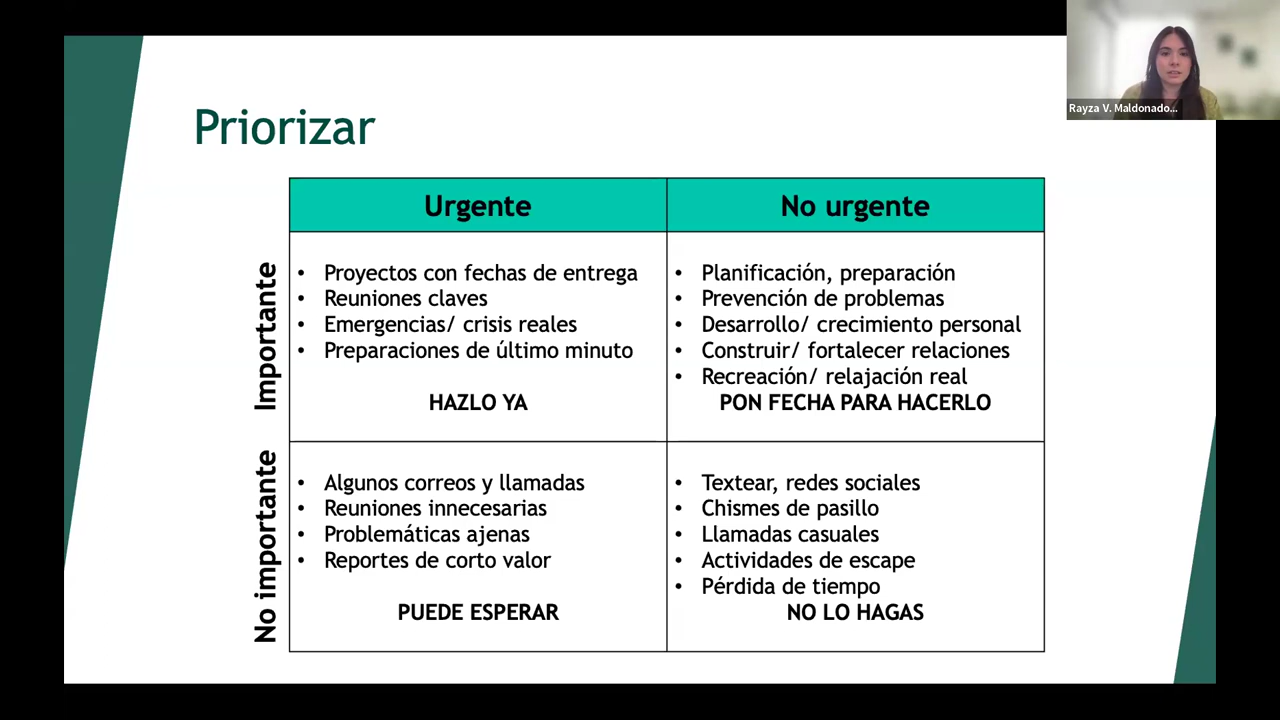 Rayza V. Maldonado...
Priorizar
Urgente
No urgente
Importante
• Proyectos con fechas de entrega
• Reuniones claves
• Emergencias/ crisis reales
• Preparaciones de último minuto
HAZLO YA
• Planificación, preparación
• Prevención de problemas
• Desarrollo/ crecimiento personal
• Construir/ fortalecer relaciones
• Recreación/ relajación real
PON FECHA PARA HACERLO
No importante
• Algunos correos y llamadas
• Reuniones innecesarias
• Problemáticas ajenas
• Reportes de corto valor
PUEDE ESPERAR
• Textear, redes sociales
• Chismes de pasillo
• Llamadas casuales
• Actividades de escape
• Pérdida de tiempo
NO LO HAGAS